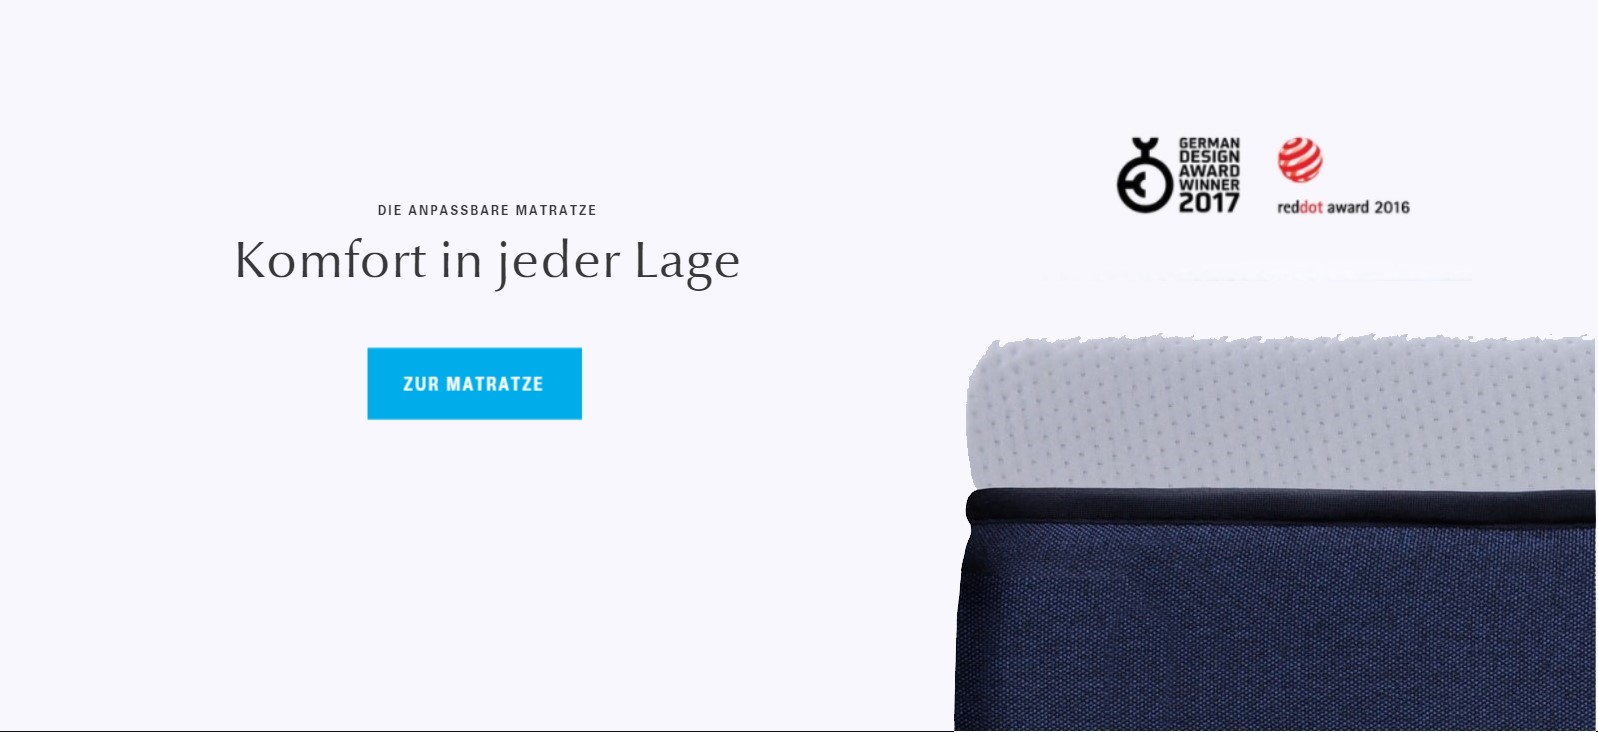 DIE ANPASSBARE MATRATZE
Komfort in jeder Lage
ZUR MATRATZE
GERMAN
DESIGN
AWARD
WINNER
2017
reddot award 2016